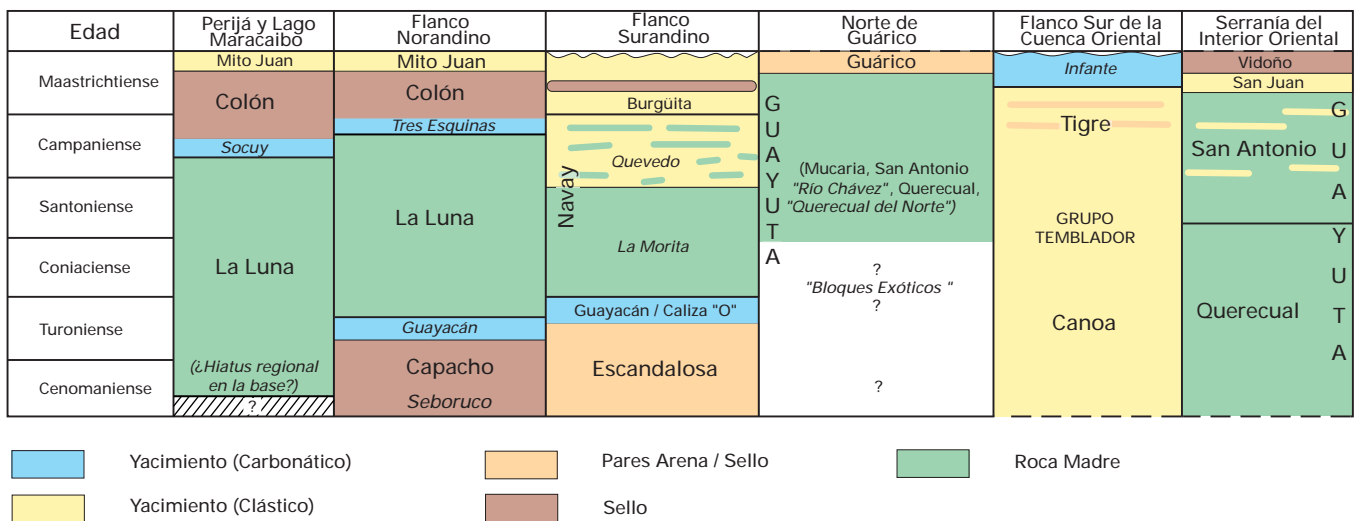 Edad
Perijá y Lago
Maracaibo
Flanco
Norandino
Flanco
Surandino
Norte de
Guárico
Flanco Sur de la
Cuenca Oriental
Serranía del
Interior Oriental
Maastrichtiense
Campaniense
Santoniense
Coniaciense
Turoniense
Cenomaniense
Mito Juan
Colón
Socuy
La Luna
(¿Hiatus regional
en la base?)
?
Mito Juan
Colón
Tres Esquinas
La Luna
Guayacán
Capacho
Seboruco
Burgüita
Navay
Quevedo
La Morita
Guayacán / Caliza "O"
Escandalosa
Guárico
GUAYUTA
(Mucaria, San Antonio
"Río Chávez", Querecual,
"Querecual del Norte")
?
"Bloques Exóticos "
?
?
Infante
Tigre
GRUPO
TEMBLADOR
Canoa
Vidoño
San Juan
San Antonio
Querecual
GUAYUTA
Yacimiento (Carbonático)
Pares Arena / Sello
Roca Madre
Yacimiento (Clástico)
Sello